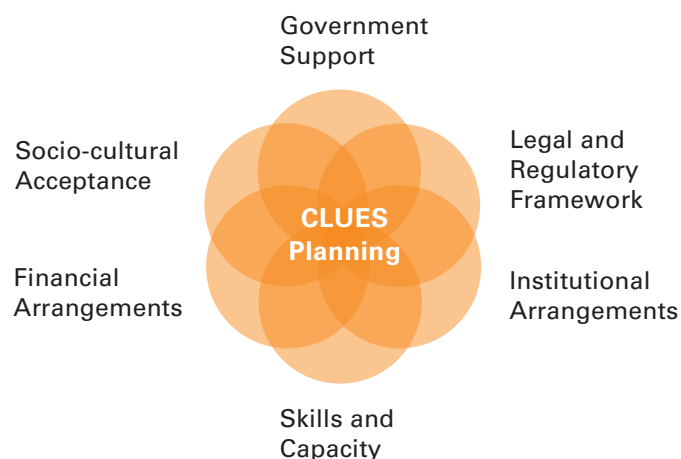 Government
Support
Socio-cultural
Acceptance
Legal and
Regulatory
Framework
CLUES
Planning
Financial
Arrangements
Institutional
Arrangements
Skills and
Capacity